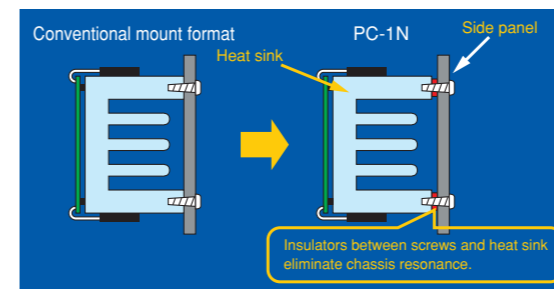 Conventional mount format
PC-1N
Side panel
Heat sink
Insulators between screws and heat sink
eliminate chassis resonance.